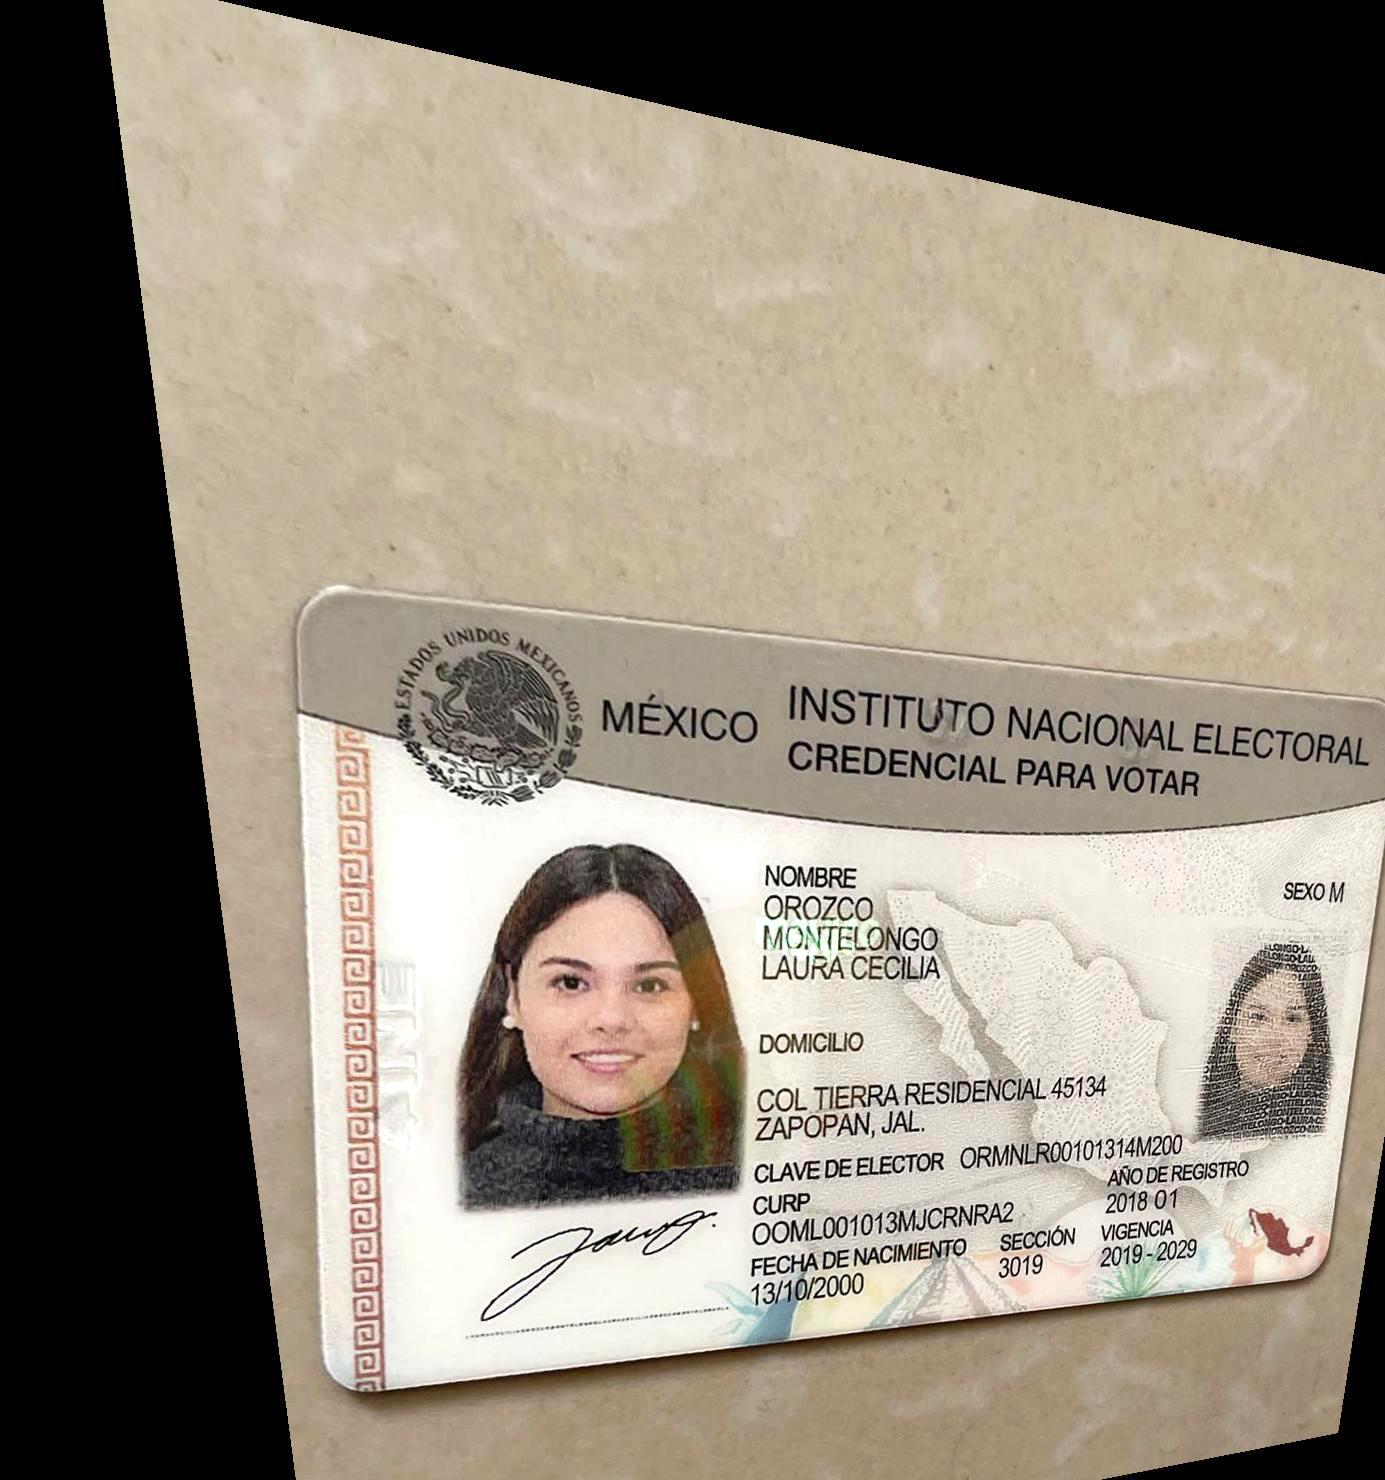 ESTADOS UNIDOS MEXICANOS
MÉXICO
INSTITUTO NACIONAL ELECTORAL
CREDENCIAL PARA VOTAR
NOMBRE
OROZCO
MONTELONGO
LAURA CECILIA
SEXO M
DOMICILIO
COL TIERRA RESIDENCIAL 45134
ZAPOPAN, JAL.
CLAVE DE ELECTOR ORMNLR00101314M200
CURP
OOML001013MJCRNRA2
AÑO DE REGISTRO
2018 01
FECHA DE NACIMIENTO
13/10/2000
SECCIÓN
3019
VIGENCIA
2019 - 2029
INE